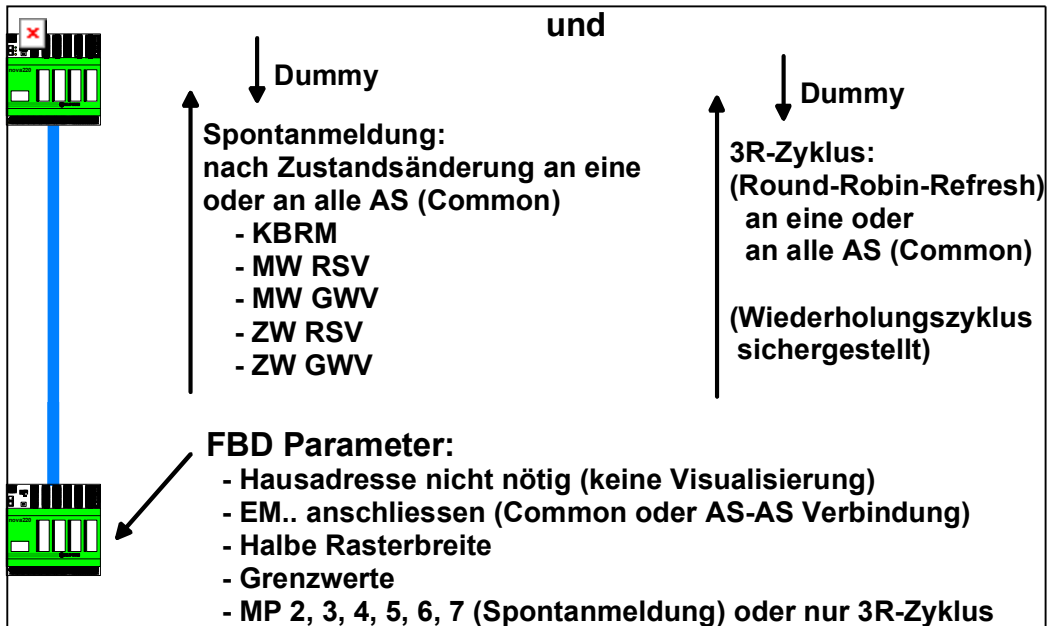 und
nova220
Dummy
Spontanmeldung:
nach Zustandsänderung an eine
oder an alle AS (Common)
- KBRM
- MW RSV
- MW GWV
- ZW RSV
- ZW GWV
Dummy
3R-Zyklus:
(Round-Robin-Refresh)
an eine oder
an alle AS (Common)
(Wiederholungszyklus
sichergestellt)
FBD Parameter:
- Hausadresse nicht nötig (keine Visualisierung)
- EM.. anschliessen (Common oder AS-AS Verbindung)
- Halbe Rasterbreite
- Grenzwerte
- MP 2, 3, 4, 5, 6, 7 (Spontanmeldung) oder nur 3R-Zyklus
nova220